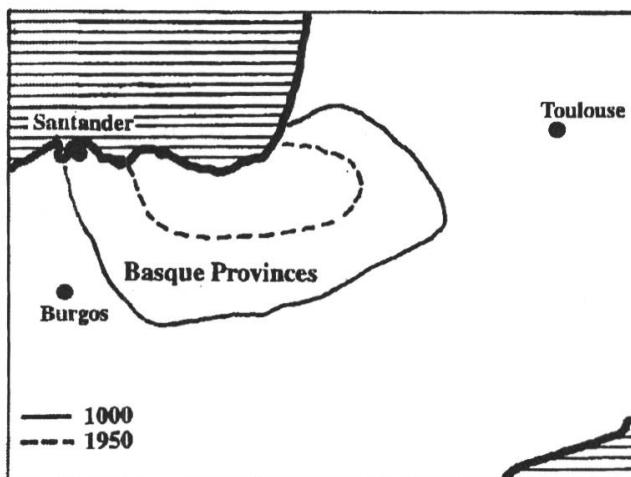 Santander
Toulouse
Basque Provinces
Burgos
1000
1950